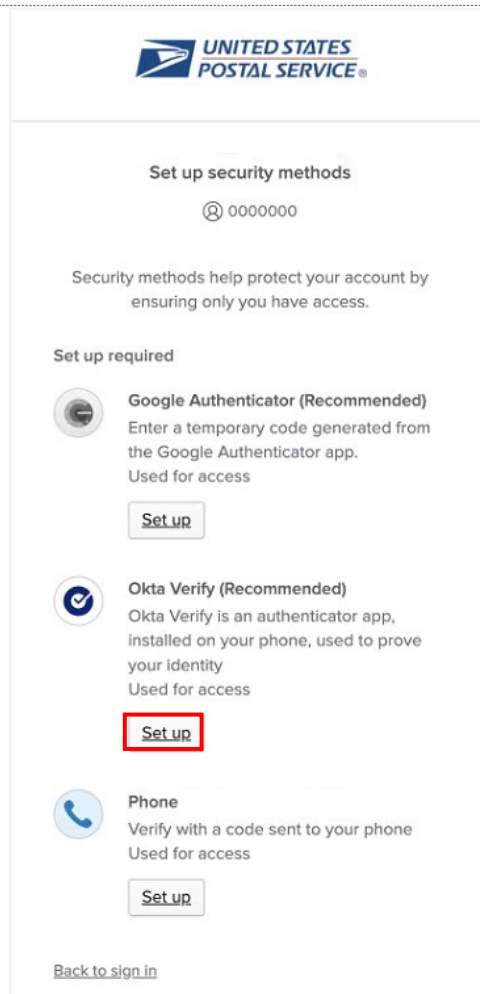 UNITED STATES
POSTAL SERVICE®
Set up security methods
0000000
Security methods help protect your account by
ensuring only you have access.
Set up required
Google Authenticator (Recommended)
Enter a temporary code generated from
the Google Authenticator app.
Used for access
Set up
Okta Verify (Recommended)
Okta Verify is an authenticator app,
installed on your phone, used to prove
your identity
Used for access
Set up
Phone
Verify with a code sent to your phone
Used for access
Set up
Back to sign in